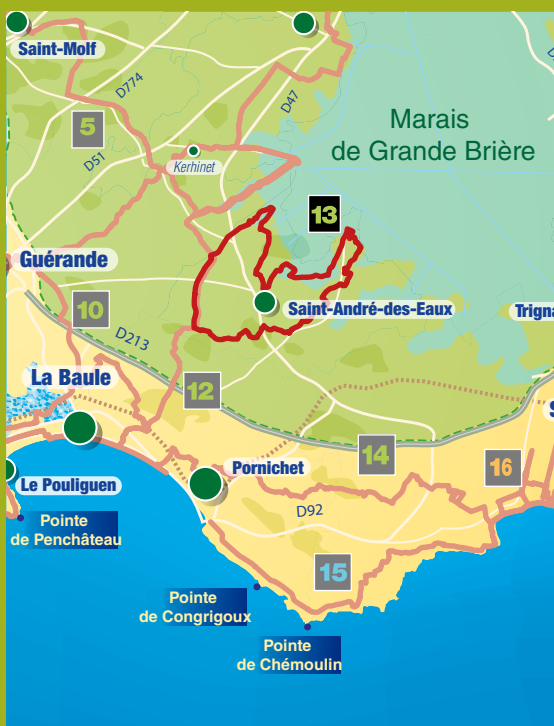 Saint-Molf
D774
D47
5
D51
Kerhinet
Marais
de Grande Brière
13
Guérande
10
D213
Saint-André-des-Eaux
La Baule
12
14
Pornichet
16
Le Pouliguen
D92
Pointe
de Penchâteau
15
Pointe
de Congrigoux
Pointe
de Chémoulin